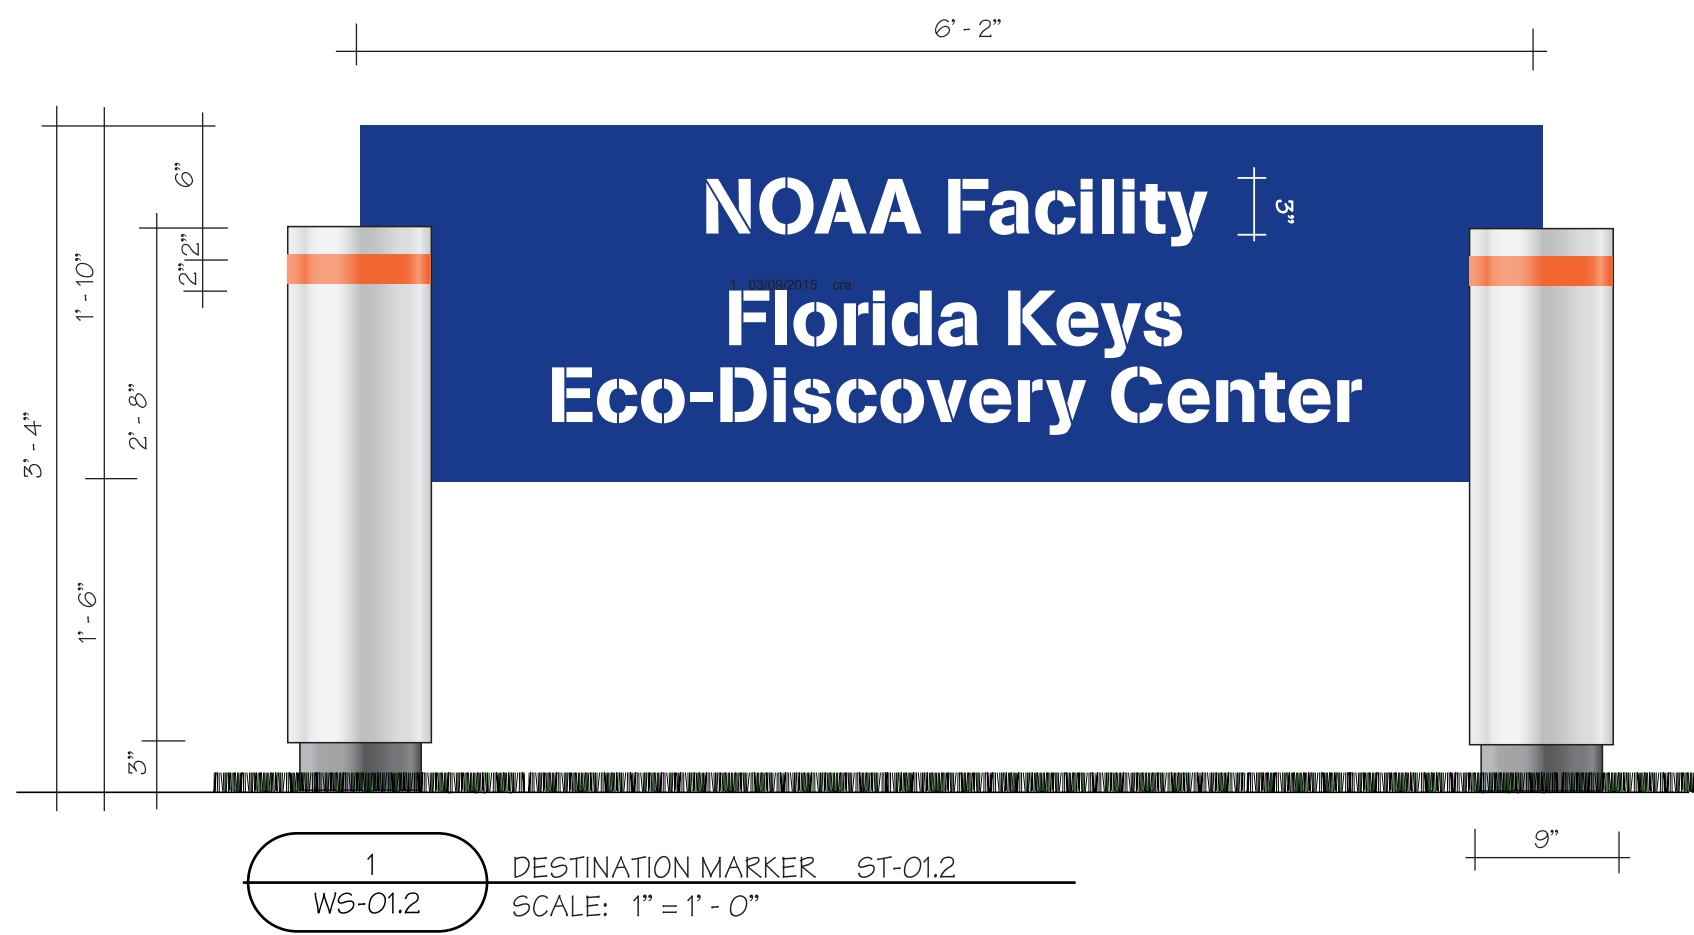 6' - 2"
6"
2"
2"
1' - 10"
2' - 8"
3' - 4"
1' - 6"
3"
NOAA Facility
3"
1 03/09/2015 cra
Florida Keys
Eco-Discovery Center
9"
1
WS-01.2
DESTINATION MARKER ST-01.2
SCALE: 1" = 1' - 0"